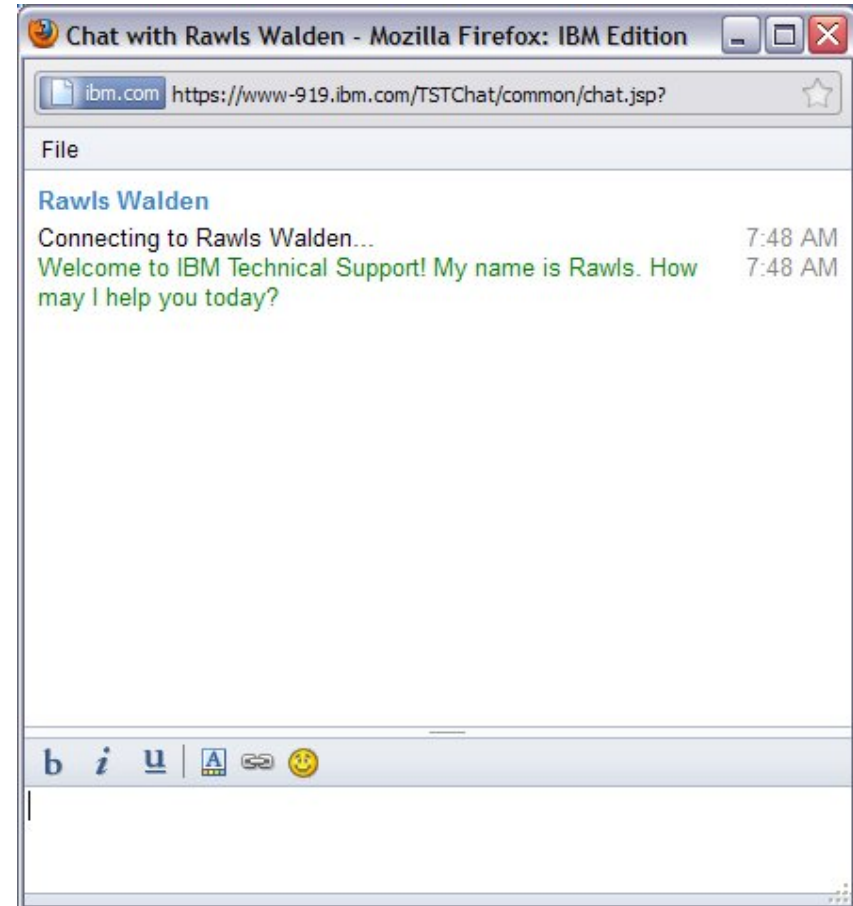 Chat with Rawls Walden - Mozilla Firefox: IBM Edition
ibm.com https://www-919.ibm.com/TSTChat/common/chat.jsp?
File
Rawls Walden
Connecting to Rawls Walden... 7:48 AM
Welcome to IBM Technical Support! My name is Rawls. How 7:48 AM
may I help you today?
b i u A